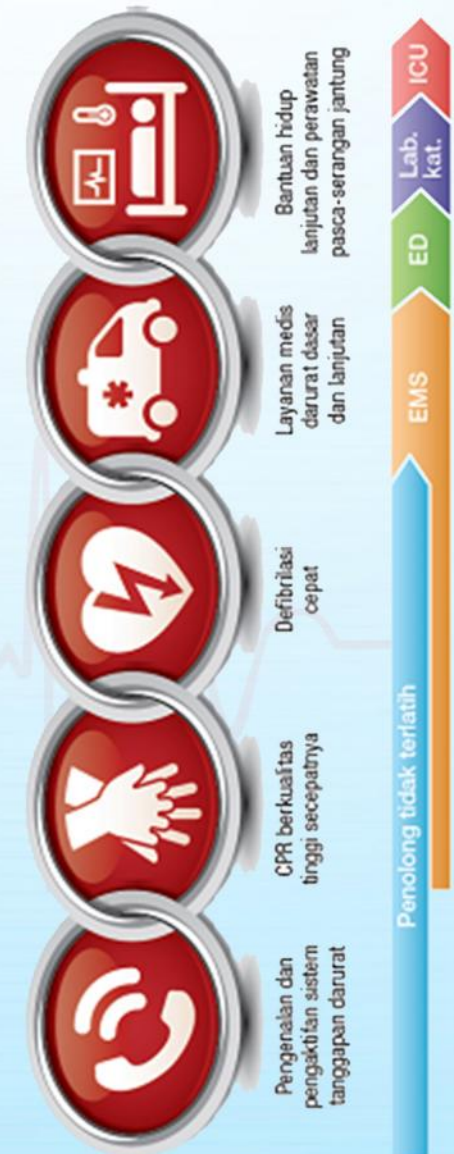 Pengenalan dan
pengaktifan sistem
tanggapan darurat
CPR berkualitas
tinggi secepatnya
Defibrilasi
cepat
Layanan medis
darurat dasar
dan lanjutan
Bantuan hidup
lanjutan dan perawatan
pasca-serangan jantung
Penolong tidak terlatih
EMS
ED
Lab.
kat.
ICU